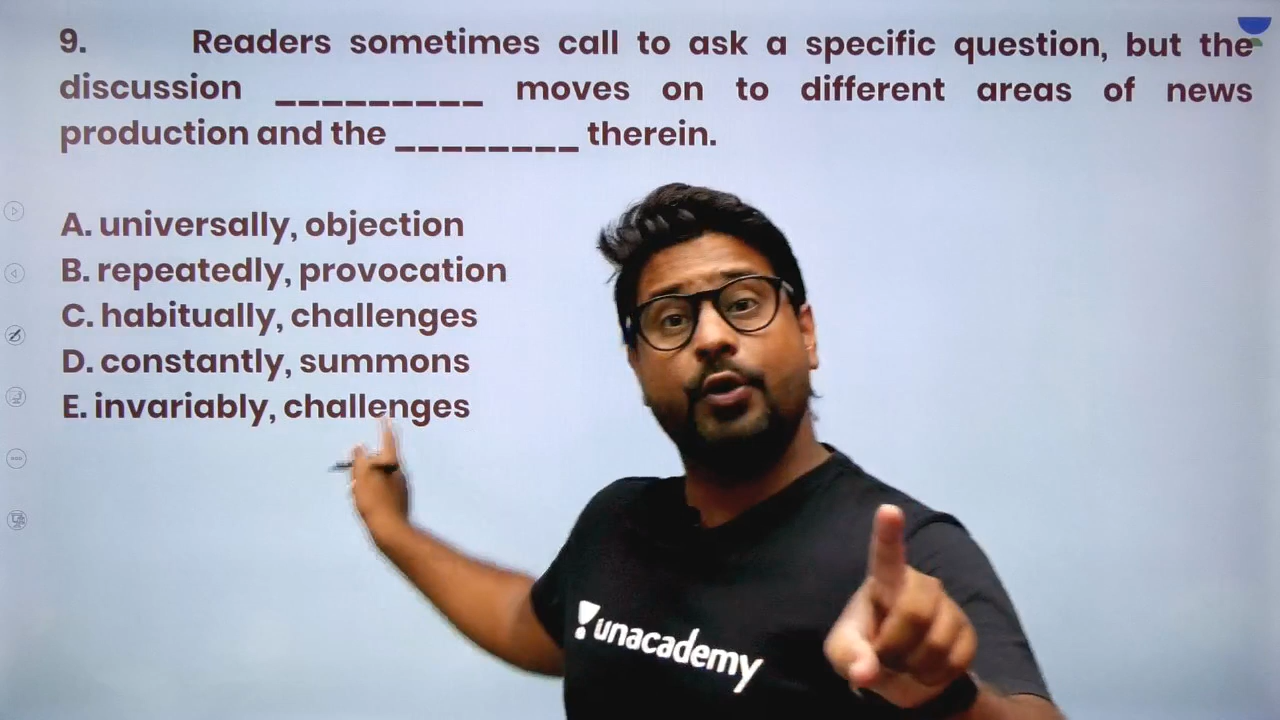 9. Readers sometimes call to ask a specific question, but the
discussion _________ moves on to different areas of news
production and the ________ therein.
A. universally, objection
B. repeatedly, provocation
C. habitually, challenges
D. constantly, summons
E. invariably, challenges
unacademy